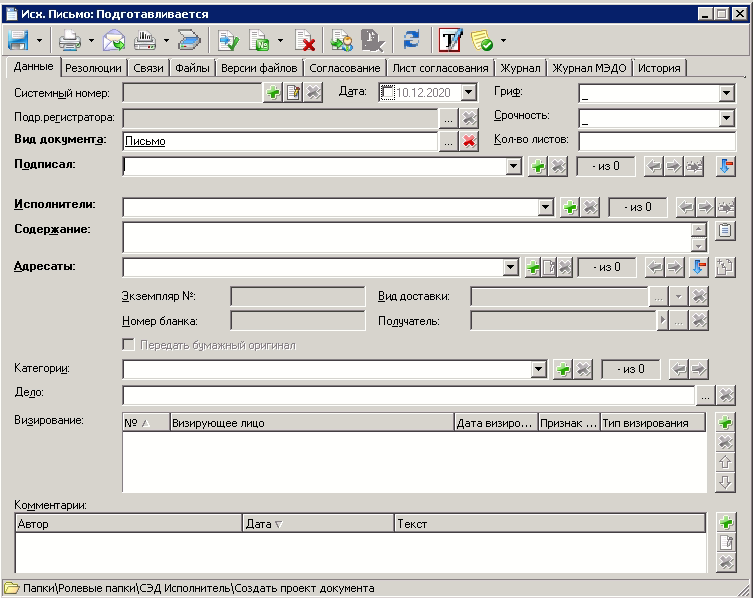 Исх. Письмо: Подготавливается
Данные Резолюции Связи Файлы Версии файлов Согласование Лист согласования Журнал Журнал МЭДО История
Системный номер: Дата: 10.12.2020 Гриф: _
Подр.регистратора: ... Срочность: _
Вид документа: Письмо ... Кол-во листов:
Подписал: - из 0
Исполнители: - из 0
Содержание:
Адресаты: - из 0
Экземпляр №: Вид доставки: ...
Номер бланка: Получатель: ...
Передать бумажный оригинал
Категории: - из 0
Дело: ...
Визирование: № Визирующее лицо Дата визиро... Признак ... Тип визирования
Комментарии:
Автор Дата Текст
Папки\Ролевые папки\СЭД Исполнитель\Создать проект документа